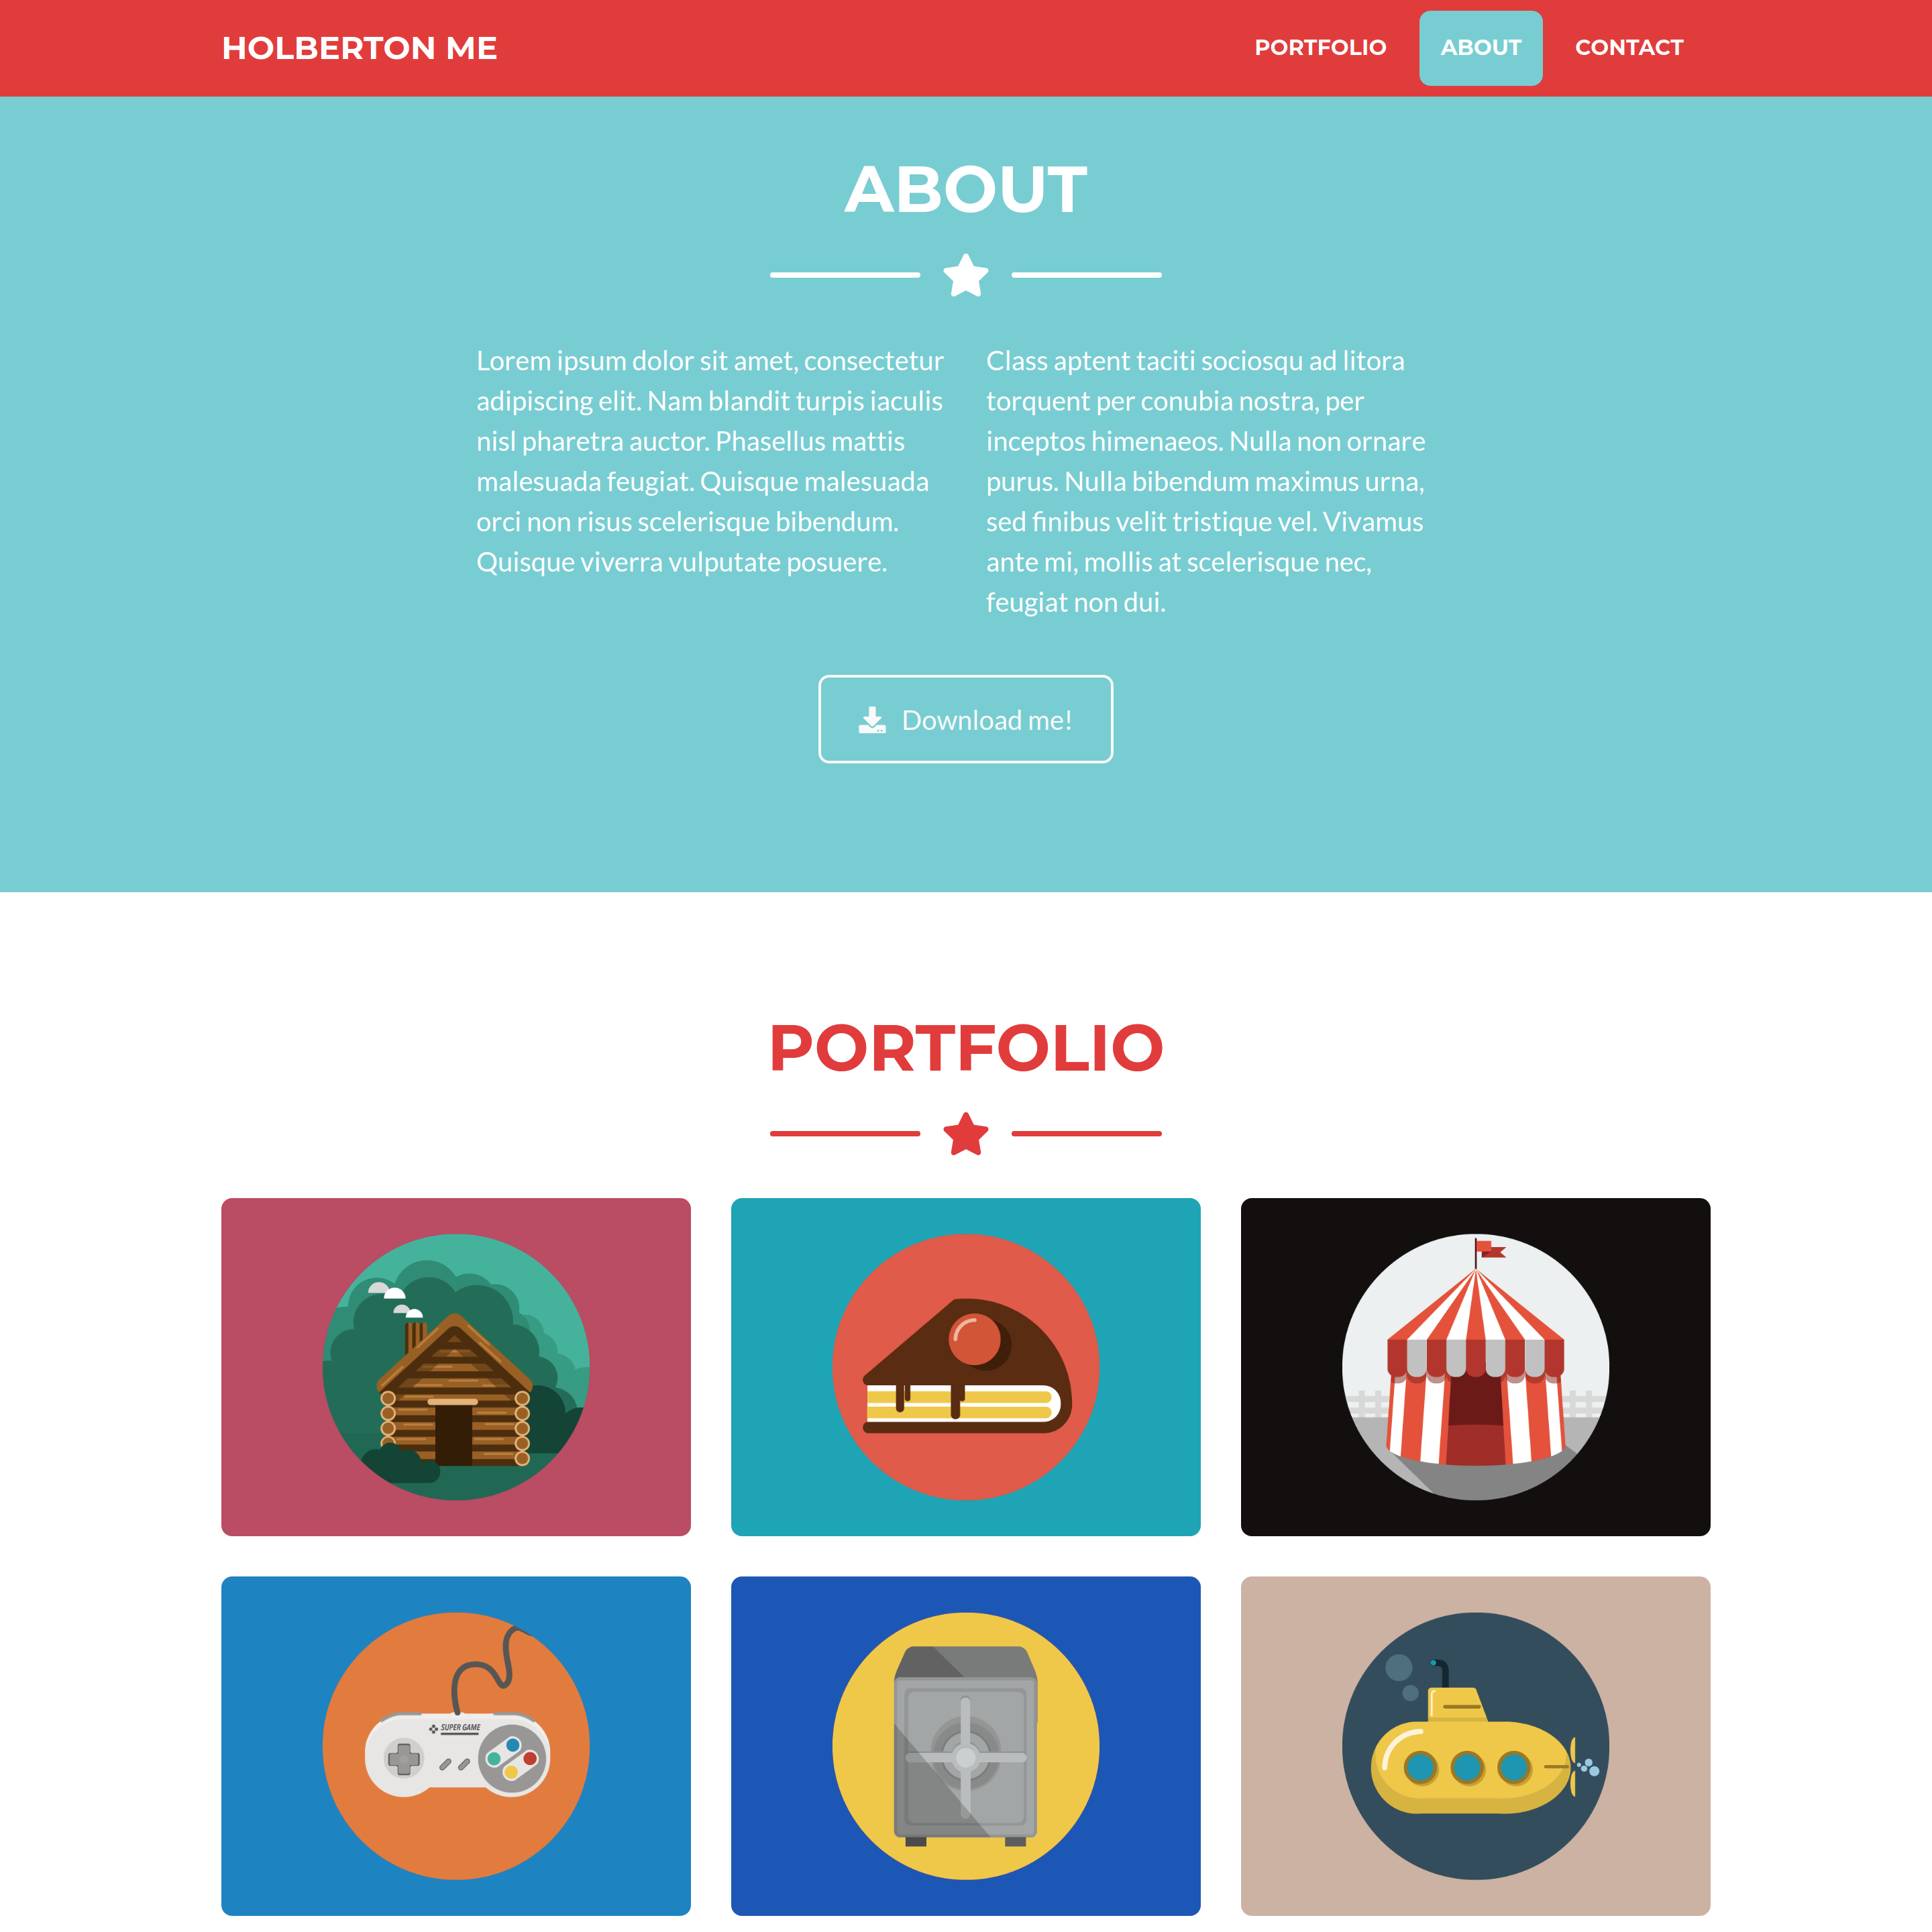 HOLBERTON ME
PORTFOLIO
ABOUT
CONTACT
ABOUT
Lorem ipsum dolor sit amet, consectetur
adipiscing elit. Nam blandit turpis iaculis
nisl pharetra auctor. Phasellus mattis
malesuada feugiat. Quisque malesuada
orci non risus scelerisque bibendum.
Quisque viverra vulputate posuere.
Class aptent taciti sociosqu ad litora
torquent per conubia nostra, per
inceptos himenaeos. Nulla non ornare
purus. Nulla bibendum maximus urna,
sed finibus velit tristique vel. Vivamus
ante mi, mollis at scelerisque nec,
feugiat non dui.
Download me!
PORTFOLIO
SUPER GAME